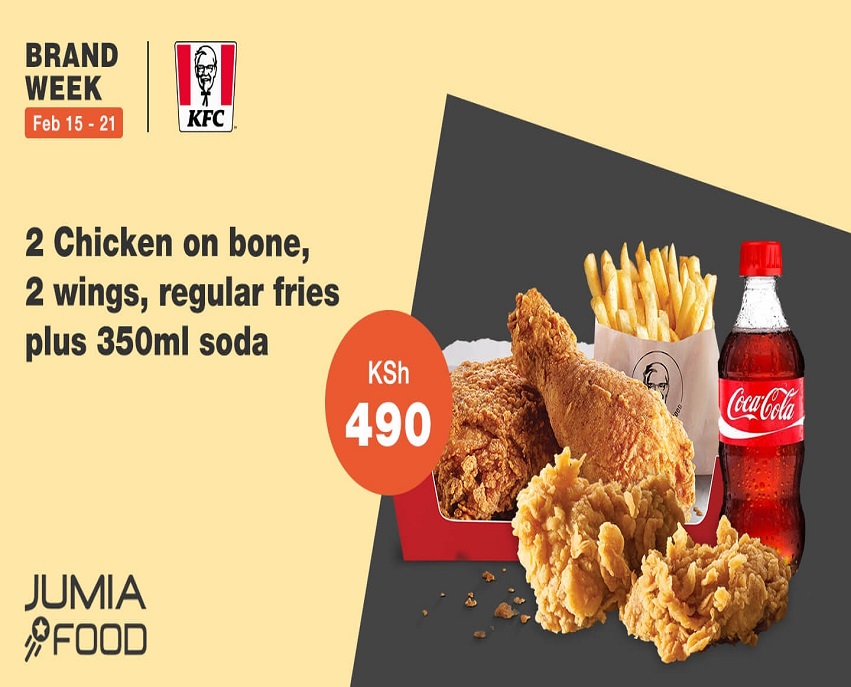 BRAND
WEEK
Feb 15 - 21
KFC
2 Chicken on bone,
2 wings, regular fries
plus 350ml soda
KSh
490
Coca-Cola
JUMIA
FOOD